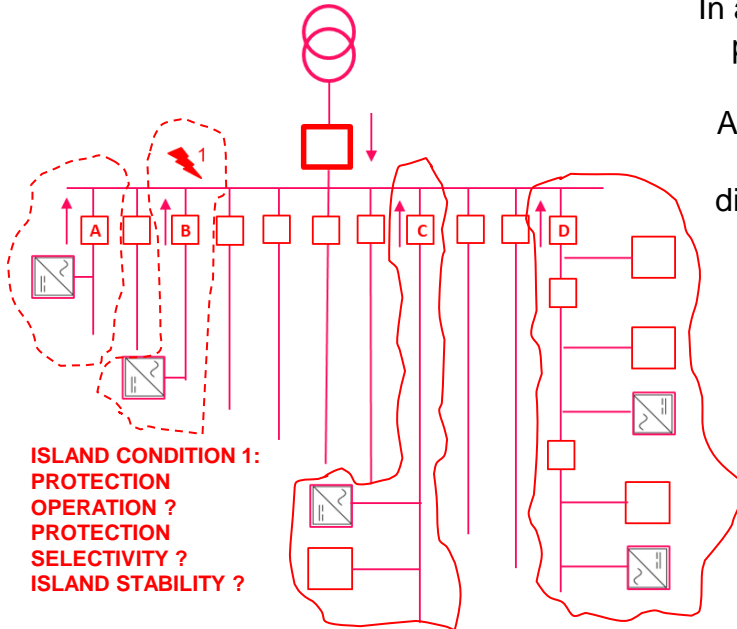 In a
p
A
di
1
A
B
C
D
ISLAND CONDITION 1:
PROTECTION
OPERATION ?
PROTECTION
SELECTIVITY ?
ISLAND STABILITY ?